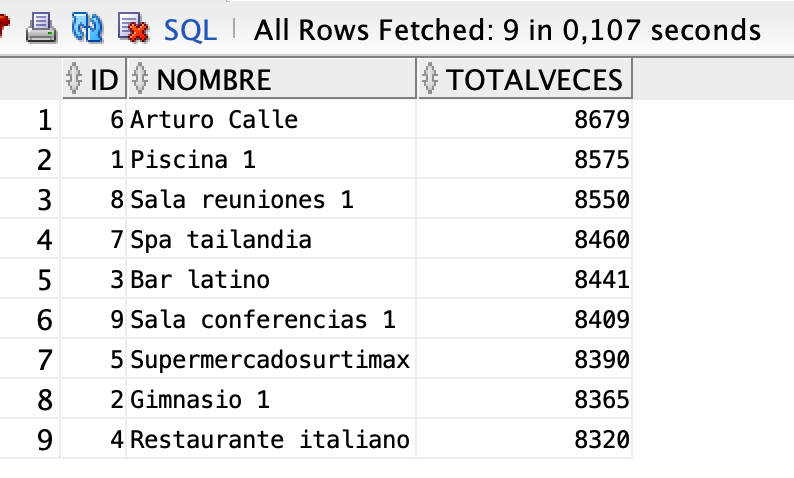 SQL | All Rows Fetched: 9 in 0,107 seconds
ID NOMBRE TOTALVECES
1 6 Arturo Calle 8679
2 1 Piscina 1 8575
3 8 Sala reuniones 1 8550
4 7 Spa tailandia 8460
5 3 Bar latino 8441
6 9 Sala conferencias 1 8409
7 5 Supermercadosurtimax 8390
8 2 Gimnasio 1 8365
9 4 Restaurante italiano 8320